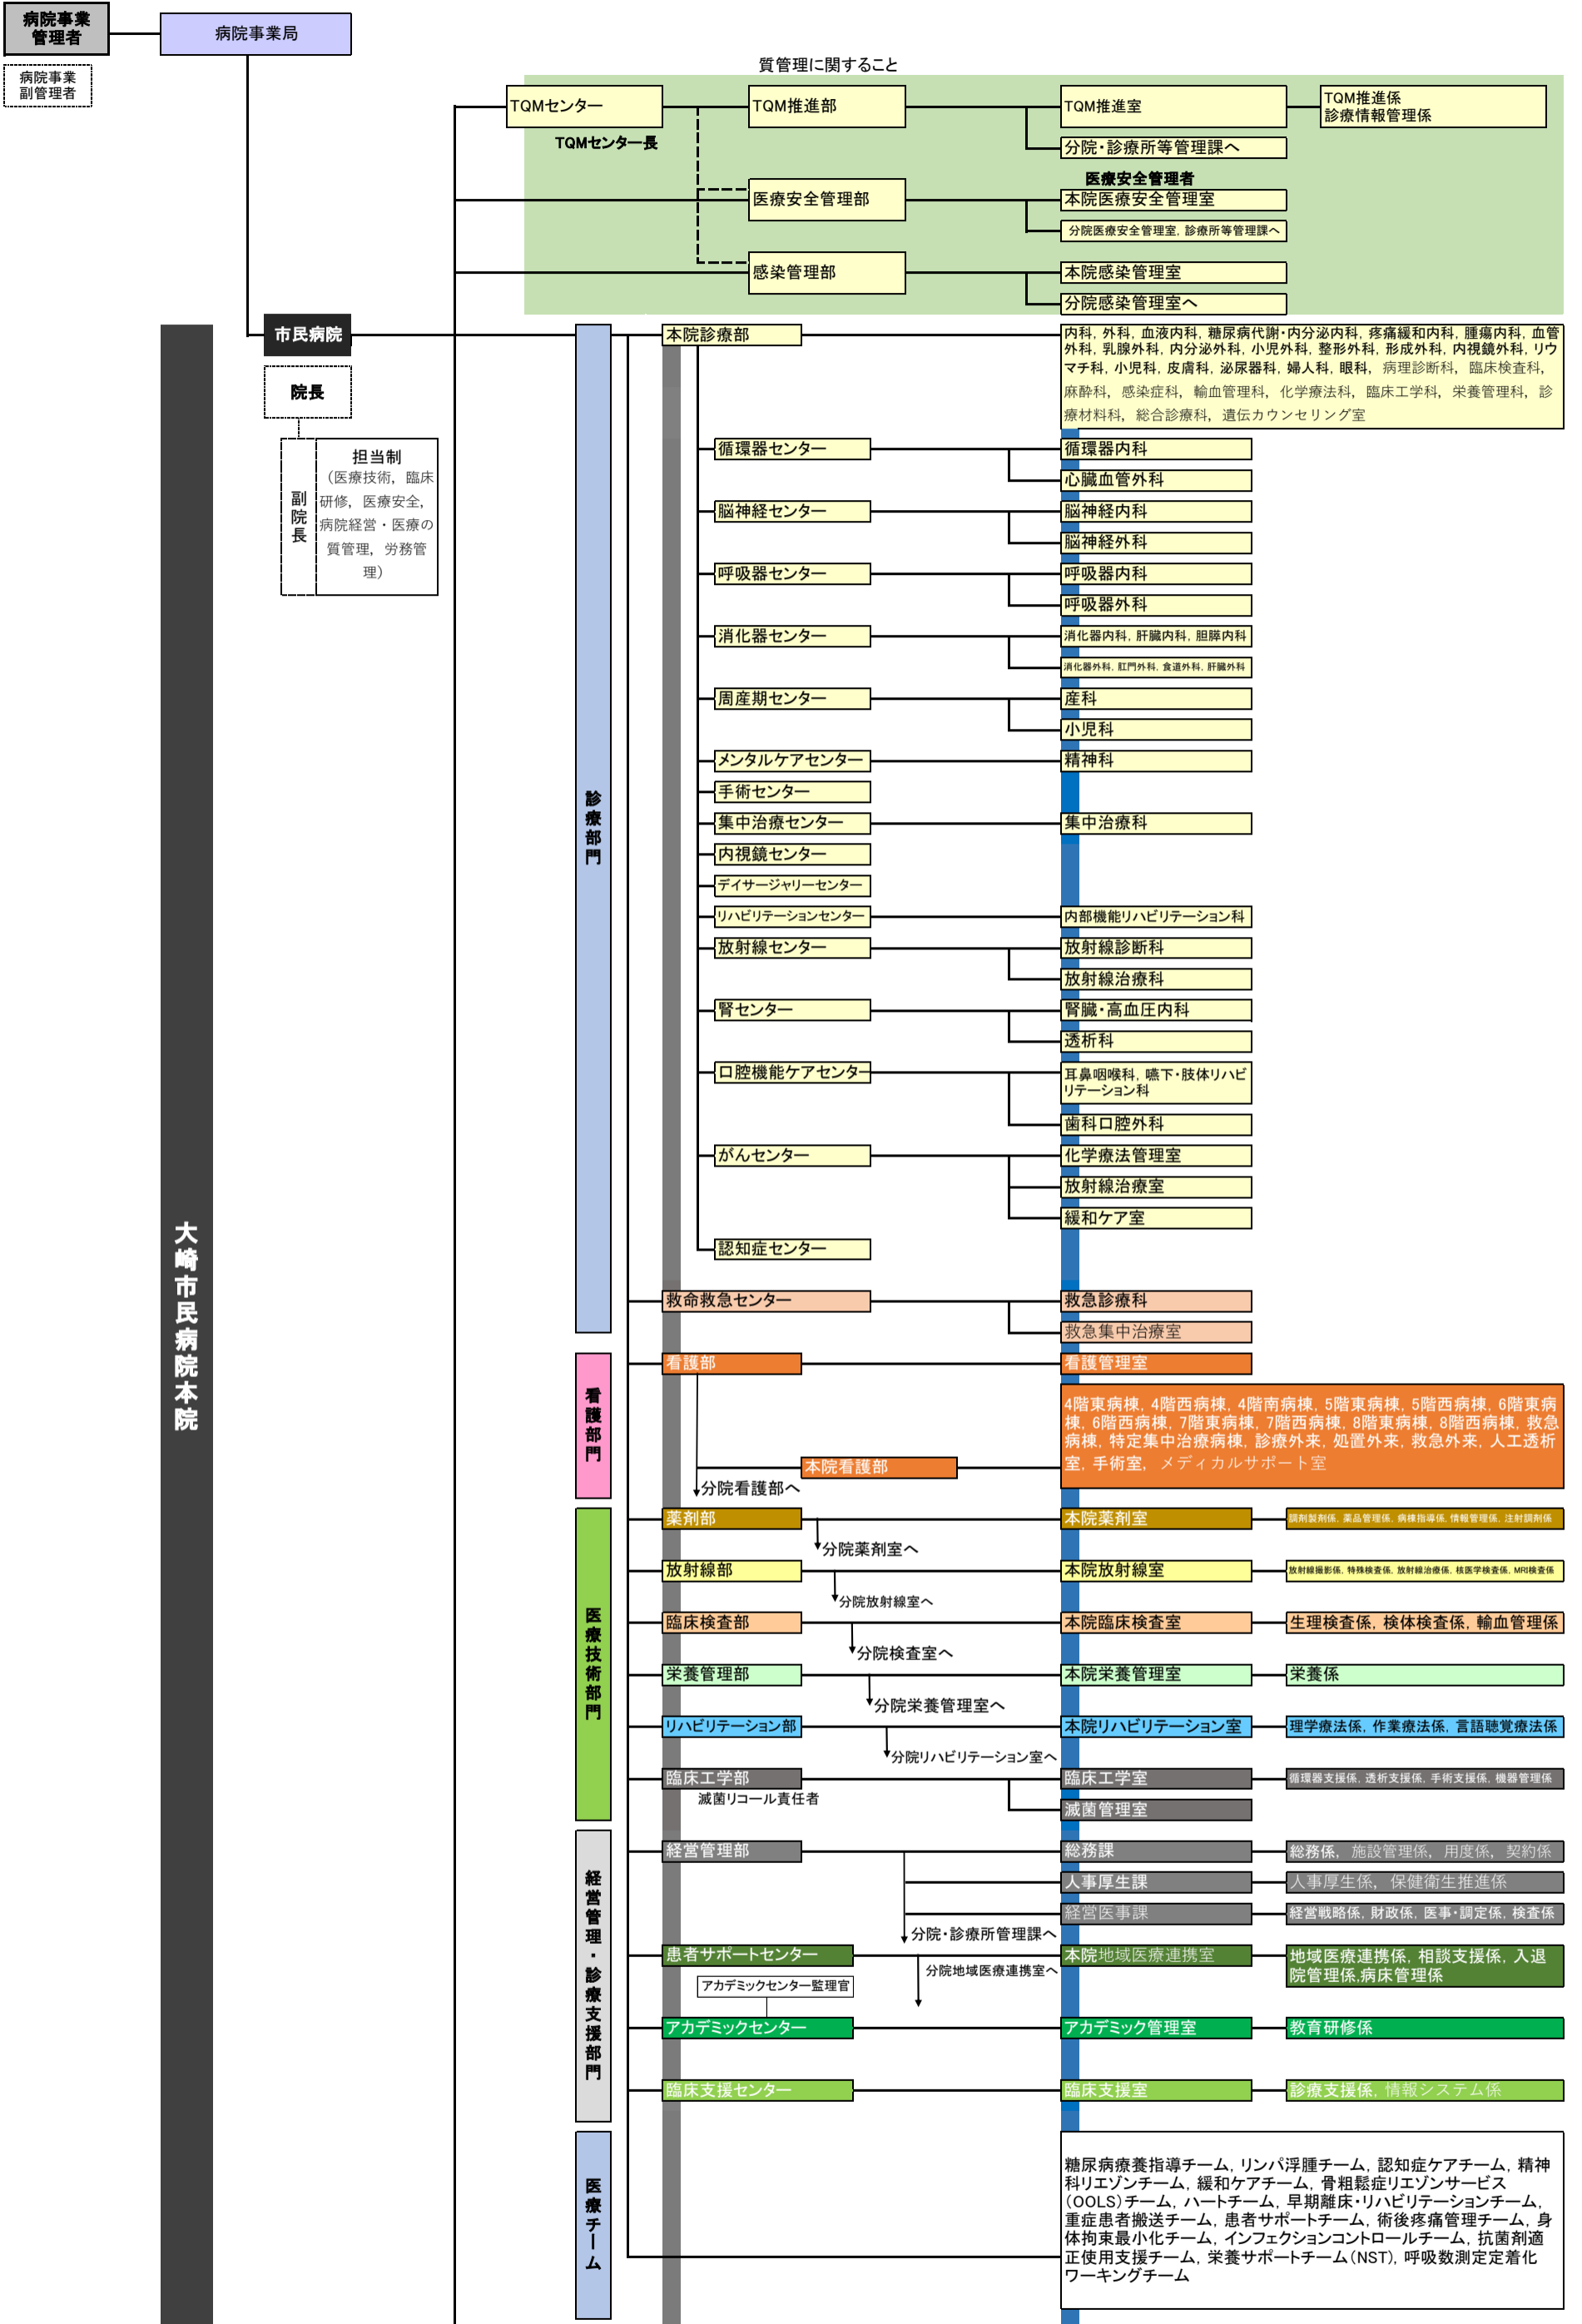 病院事業
管理者
病院事業局
病院事業
副管理者
質管理に関すること
TQMセンター
TQM推進部
TQM推進室
TQM推進係
診療情報管理係
TQMセンター長
分院・診療所等管理課へ
医療安全管理者
医療安全管理部
本院医療安全管理室
分院医療安全管理室，診療所等管理課へ
感染管理部
本院感染管理室
分院感染管理室へ
大崎市民病院本院
市民病院
院長
副院長
担当制
（医療技術，臨床
研修，医療安全，
病院経営・医療の
質管理，労務管
理）
診療部門
本院診療部
内科，外科，血液内科，糖尿病代謝・内分泌内科，疼痛緩和内科，腫瘍内科，血管
外科，乳腺外科，内分泌外科，小児外科，整形外科，形成外科，内視鏡外科，リウ
マチ科，小児科，皮膚科，泌尿器科，婦人科，眼科，病理診断科，臨床検査科，
麻酔科，感染症科，輸血管理科，化学療法科，臨床工学科，栄養管理科，診
療材料科，総合診療科，遺伝カウンセリング室
循環器センター
循環器内科
心臓血管外科
脳神経センター
脳神経内科
脳神経外科
呼吸器センター
呼吸器内科
呼吸器外科
消化器センター
消化器内科，肝臓内科，胆膵内科
消化器外科，肛門外科，食道外科，肝臓外科
周産期センター
産科
小児科
メンタルケアセンター
精神科
手術センター
集中治療センター
集中治療科
内視鏡センター
デイサージャリーセンター
リハビリテーションセンター
内部機能リハビリテーション科
放射線センター
放射線診断科
放射線治療科
腎センター
腎臓・高血圧内科
透析科
口腔機能ケアセンター
耳鼻咽喉科，嚥下・肢体リハビ
リテーション科
歯科口腔外科
がんセンター
化学療法管理室
放射線治療室
緩和ケア室
認知症センター
救命救急センター
救急診療科
救急集中治療室
看護部門
看護部
看護管理室
4階東病棟，4階西病棟，4階南病棟，5階東病棟，5階西病棟，6階東病
棟，6階西病棟，7階東病棟，7階西病棟，8階東病棟，8階西病棟，救急
病棟，特定集中治療病棟，診療外来，処置外来，救急外来，人工透析
室，手術室，メディカルサポート室
本院看護部
分院看護部へ
医療技術部門
薬剤部
本院薬剤室
調剤製剤係，薬品管理係，病棟指導係，情報管理係，注射調剤係
分院薬剤室へ
放射線部
本院放射線室
放射線撮影係，特殊検査係，放射線治療係，核医学検査係，MRI検査係
分院放射線室へ
臨床検査部
本院臨床検査室
生理検査係，検体検査係，輸血管理係
分院検査室へ
栄養管理部
本院栄養管理室
栄養係
分院栄養管理室へ
リハビリテーション部
本院リハビリテーション室
理学療法係，作業療法係，言語聴覚療法係
分院リハビリテーション室へ
臨床工学部
臨床工学室
循環器支援係，透析支援係，手術支援係，機器管理係
滅菌リコール責任者
滅菌管理室
経営管理・診療支援部門
経営管理部
総務課
総務係，施設管理係，用度係，契約係
人事厚生課
人事厚生係，保健衛生推進係
経営医事課
経営戦略係，財政係，医事・調定係，検査係
分院・診療所管理課へ
患者サポートセンター
本院地域医療連携室
地域医療連携係，相談支援係，入退
院管理係,病床管理係
分院地域医療連携室へ
アカデミックセンター監理官
アカデミックセンター
アカデミック管理室
教育研修係
臨床支援センター
臨床支援室
診療支援係，情報システム係
医療チーム
糖尿病療養指導チーム，リンパ浮腫チーム，認知症ケアチーム，精神
科リエゾンチーム，緩和ケアチーム，骨粗鬆症リエゾンサービス
（OOLS）チーム，ハートチーム，早期離床・リハビリテーションチーム，
重症患者搬送チーム，患者サポートチーム，術後疼痛管理チーム，身
体拘束最小化チーム，インフェクションコントロールチーム，抗菌剤適
正使用支援チーム，栄養サポートチーム（NST），呼吸数測定定着化
ワーキングチーム